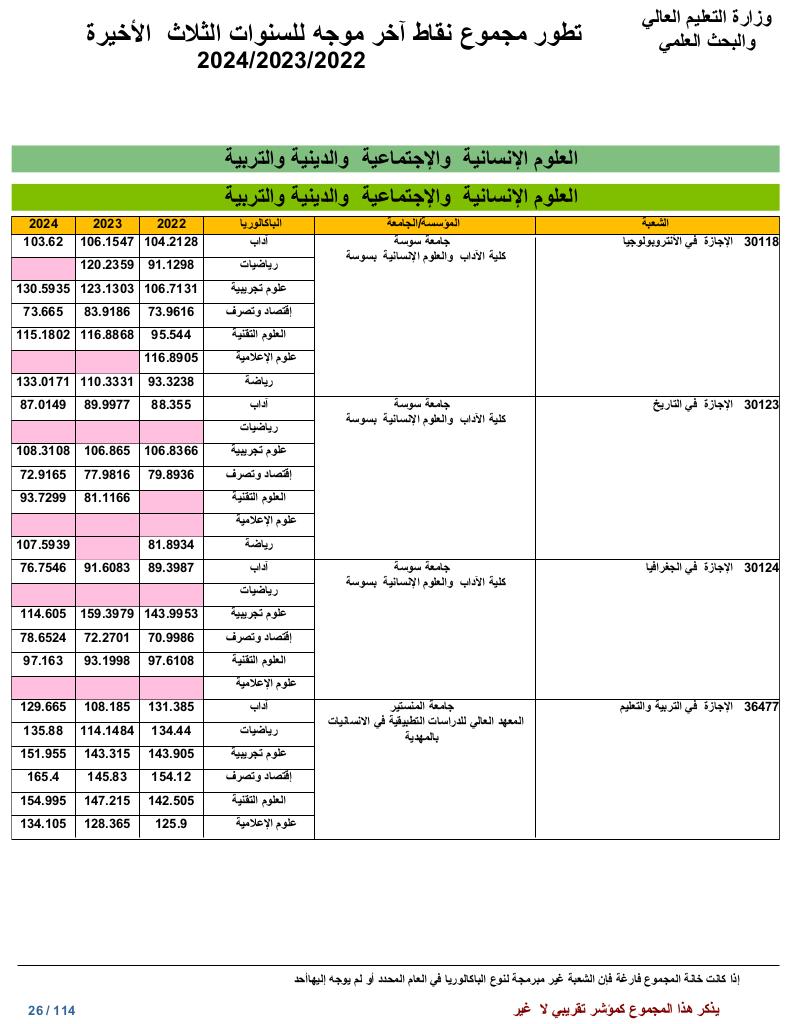 وزارة التعليم العالي
والبحث العلمي
تطور مجموع نقاط آخر موجه للسنوات الثلاث الأخيرة
2024/2023/2022
العلوم الإنسانية والإجتماعية والدينية والتربية
العلوم الإنسانية والإجتماعية والدينية والتربية
الشعبة المؤسسة/الجامعة الباكالوريا 2022 2023 2024
30118 الإجازة في الأنتروبولوجيا جامعة سوسة آداب 104.2128 106.1547 103.62
كلية الآداب والعلوم الإنسانية بسوسة
رياضيات 91.1298 120.2359
علوم تجريبية 106.7131 123.1303 130.5935
إقتصاد وتصرف 73.9616 83.9186 73.665
العلوم التقنية 95.544 116.8868 115.1802
علوم الإعلامية 116.8905
رياضة 93.3238 110.3331 133.0171
30123 الإجازة في التاريخ جامعة سوسة آداب 88.355 89.9977 87.0149
كلية الآداب والعلوم الإنسانية بسوسة
رياضيات
علوم تجريبية 106.8366 106.865 108.3108
إقتصاد وتصرف 79.8936 77.9816 72.9165
العلوم التقنية 81.1166 93.7299
علوم الإعلامية
رياضة 81.8934 107.5939
30124 الإجازة في الجغرافيا جامعة سوسة آداب 89.3987 91.6083 76.7546
كلية الآداب والعلوم الإنسانية بسوسة
رياضيات
علوم تجريبية 143.9953 159.3979 114.605
إقتصاد وتصرف 70.9986 72.2701 78.6524
العلوم التقنية 97.6108 93.1998 97.163
علوم الإعلامية
36477 الإجازة في التربية والتعليم جامعة المنستير آداب 131.385 108.185 129.665
المعهد العالي للدراسات التطبيقية في الانسانيات
بالمهدية
رياضيات 134.44 114.1484 135.88
علوم تجريبية 143.905 143.315 151.955
إقتصاد وتصرف 154.12 145.83 165.4
العلوم التقنية 142.505 147.215 154.995
علوم الإعلامية 125.9 128.365 134.105
إذا كانت خانة المجموع فارغة فإن الشعبة غير مبرمجة لنوع الباكالوريا في العام المحدد أو لم يوجه إليهاأحد
يذكر هذا المجموع كمؤشر تقريبي لا غير
26 / 114